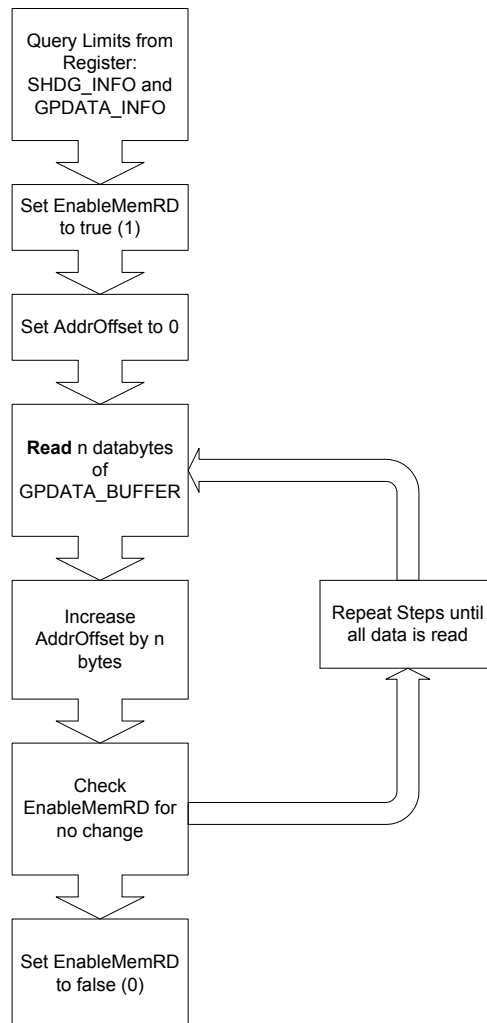 Query Limits from
Register:
SHDG_INFO and
GPDATA_INFO
Set EnableMemRD
to true (1)
Set AddrOffset to 0
Read n databytes
of
GPDATA_BUFFER
Increase
AddrOffset by n
bytes
Repeat Steps until
all data is read
Check
EnableMemRD for
no change
Set EnableMemRD
to false (0)